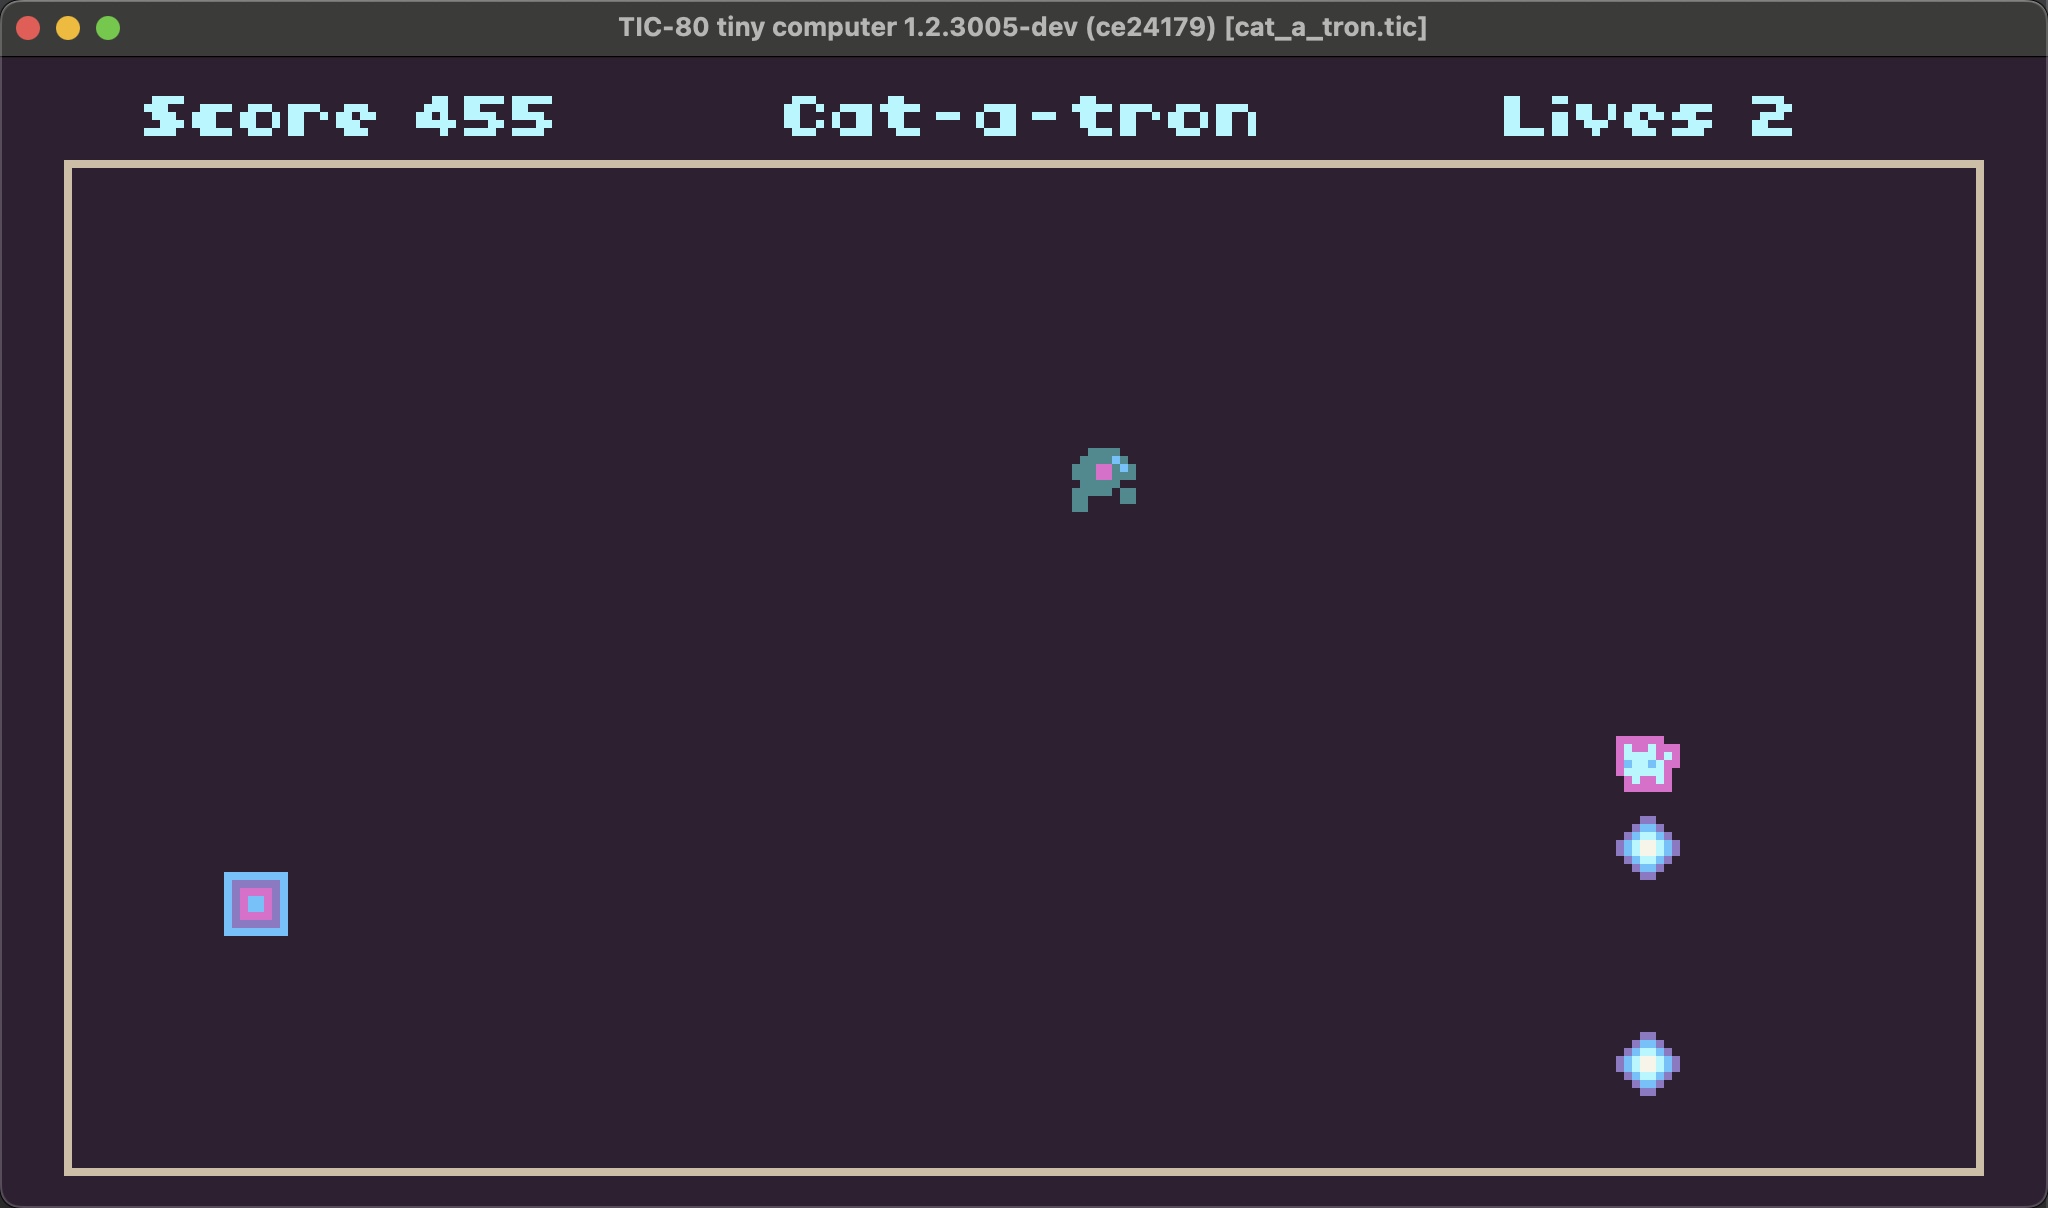 TIC-80 tiny computer 1.2.3005-dev (ce24179) [cat_a_tron.tic]
Score 455 Cat-a-tron Lives 2